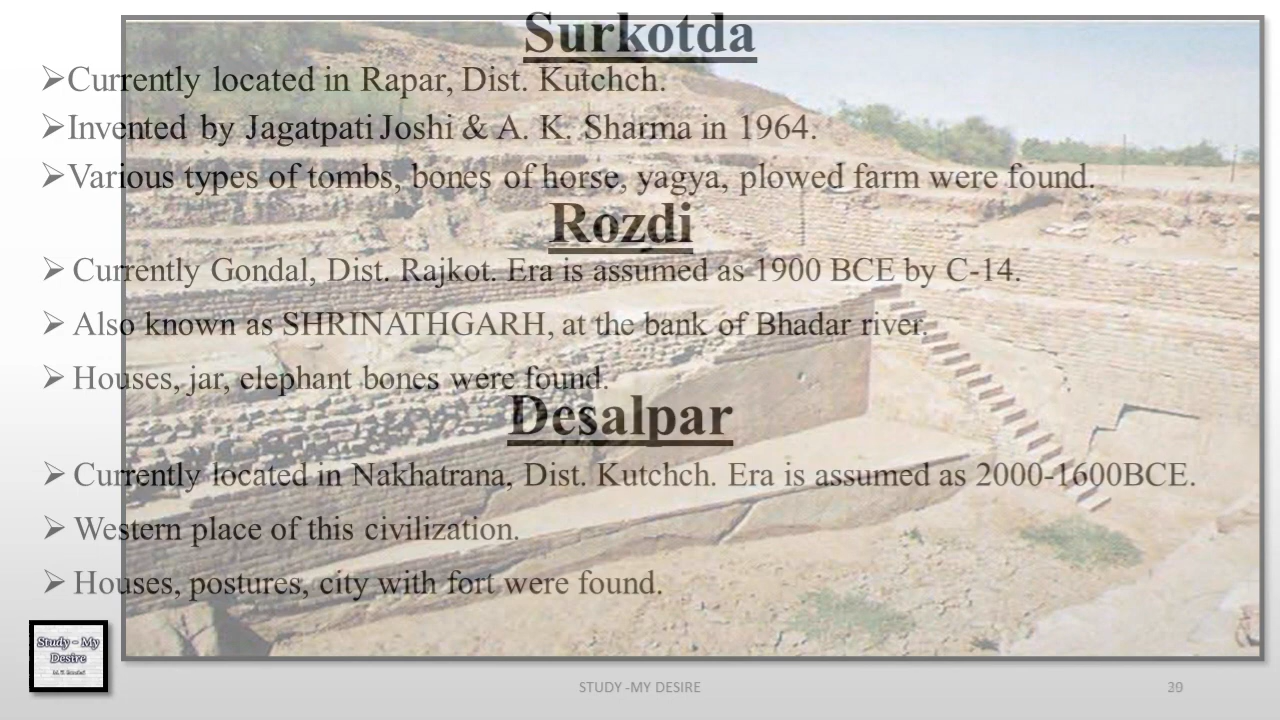 Surkotda
➢Currently located in Rapar, Dist. Kutchch.
➢Invented by Jagatpati Joshi & A. K. Sharma in 1964.
➢Various types of tombs, bones of horse, yagya, plowed farm were found.
Rozdi
➢ Currently Gondal, Dist. Rajkot. Era is assumed as 1900 BCE by C-14.
➢ Also known as SHRINATHGARH, at the bank of Bhadar river.
➢ Houses, jar, elephant bones were found.
Desalpar
➢ Currently located in Nakhatrana, Dist. Kutchch. Era is assumed as 2000-1600BCE.
➢ Western place of this civilization.
➢ Houses, postures, city with fort were found.
Study - My
Desire
STUDY -MY DESIRE
39